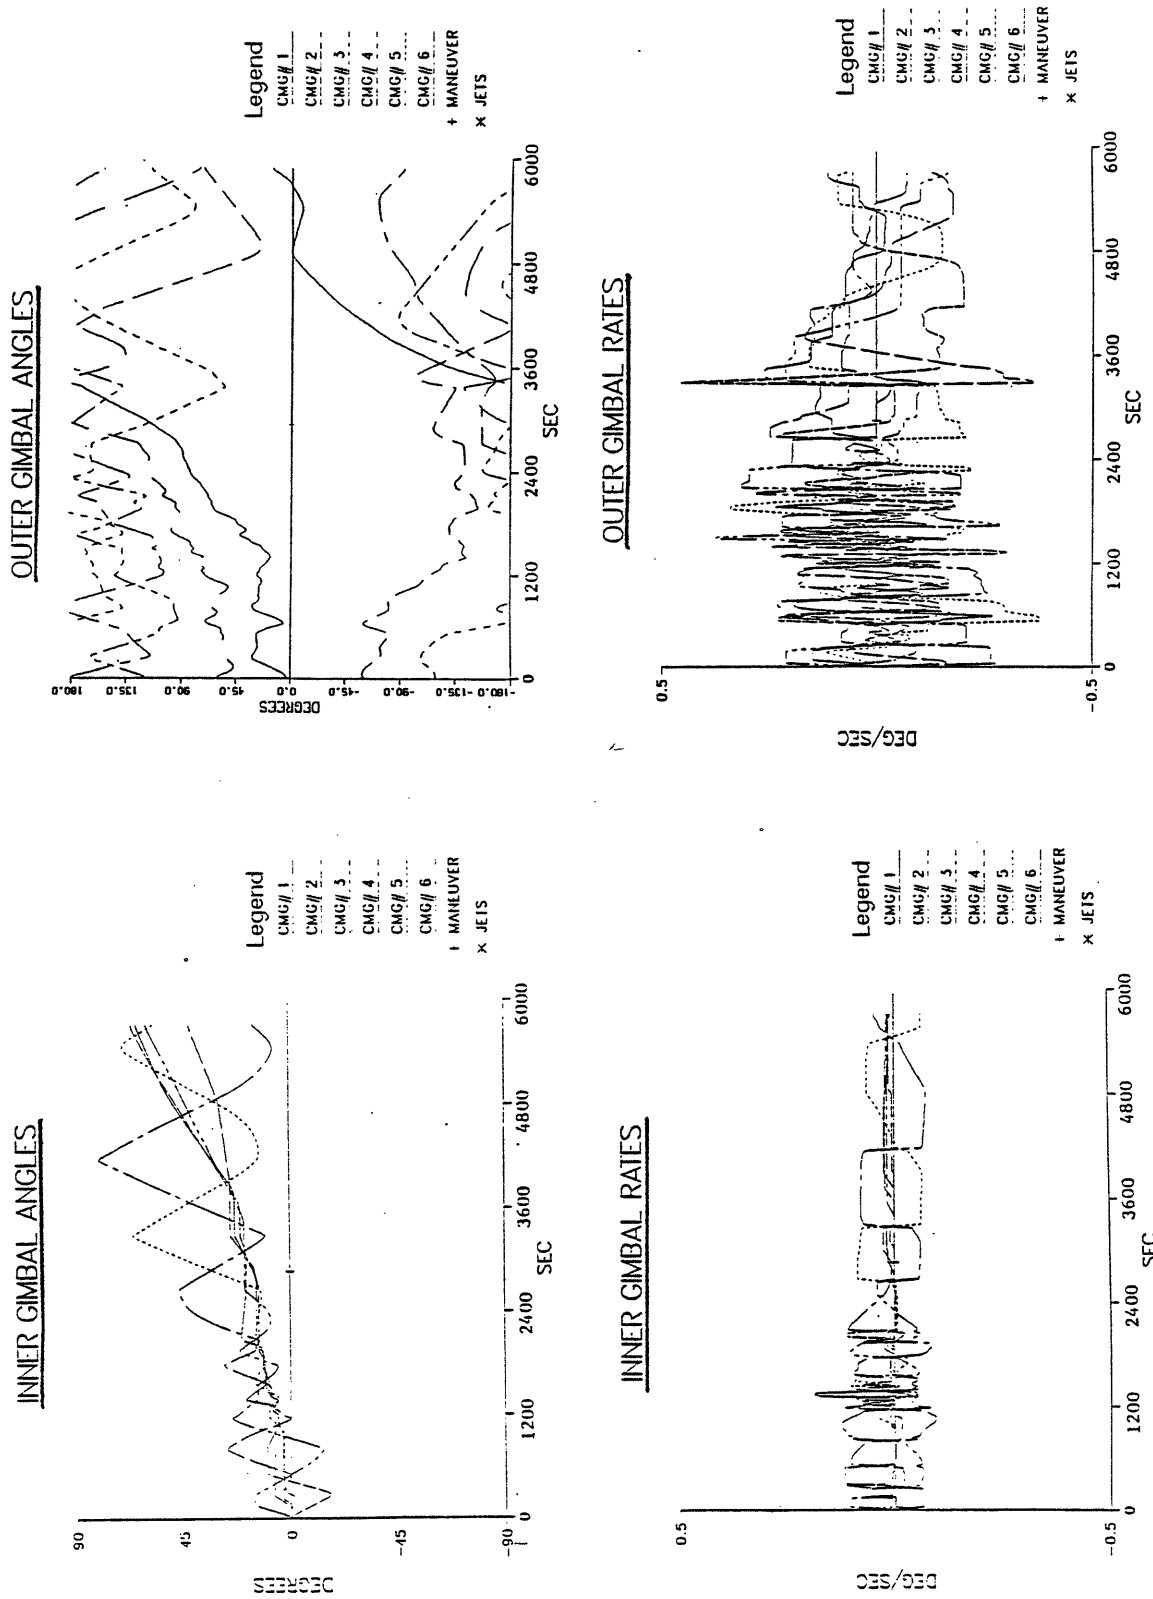 INNER GIMBAL ANGLES
DEGREES
90
45
0
-45
-90
0
1200
2400
3600
4800
6000
SEC
Legend
CMG# 1
CMG# 2
CMG# 3
CMG# 4
CMG# 5
CMG# 6
+ MANEUVER
× JETS
OUTER GIMBAL ANGLES
DEGREES
180.0
135.0
90.0
45.0
0.0
-45.0
-90.0
-135.0
-180.0
0
1200
2400
3600
4800
6000
SEC
Legend
CMG# 1
CMG# 2
CMG# 3
CMG# 4
CMG# 5
CMG# 6
+ MANEUVER
× JETS
INNER GIMBAL RATES
DEG/SEC
0.5
-0.5
0
1200
2400
3600
4800
6000
SEC
Legend
CMG# 1
CMG# 2
CMG# 3
CMG# 4
CMG# 5
CMG# 6
+ MANEUVER
× JETS
OUTER GIMBAL RATES
DEG/SEC
0.5
-0.5
0
1200
2400
3600
4800
6000
SEC
Legend
CMG# 1
CMG# 2
CMG# 3
CMG# 4
CMG# 5
CMG# 6
+ MANEUVER
× JETS